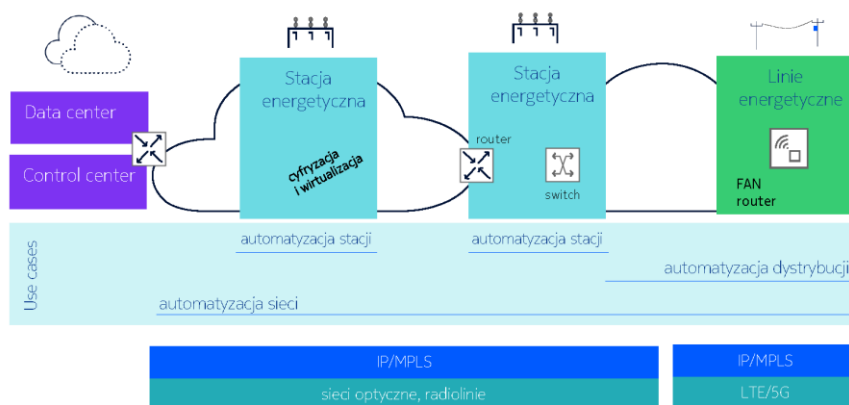 Data center
Control center
Stacja
energetyczna
cyfryzacja
i wirtualizacja
Stacja
energetyczna
router
switch
Linie
energetyczne
FAN
router
Use cases
automatyzacja stacji
automatyzacja stacji
automatyzacja dystrybucji
automatyzacja sieci
IP/MPLS
IP/MPLS
sieci optyczne, radiolinie
LTE/5G